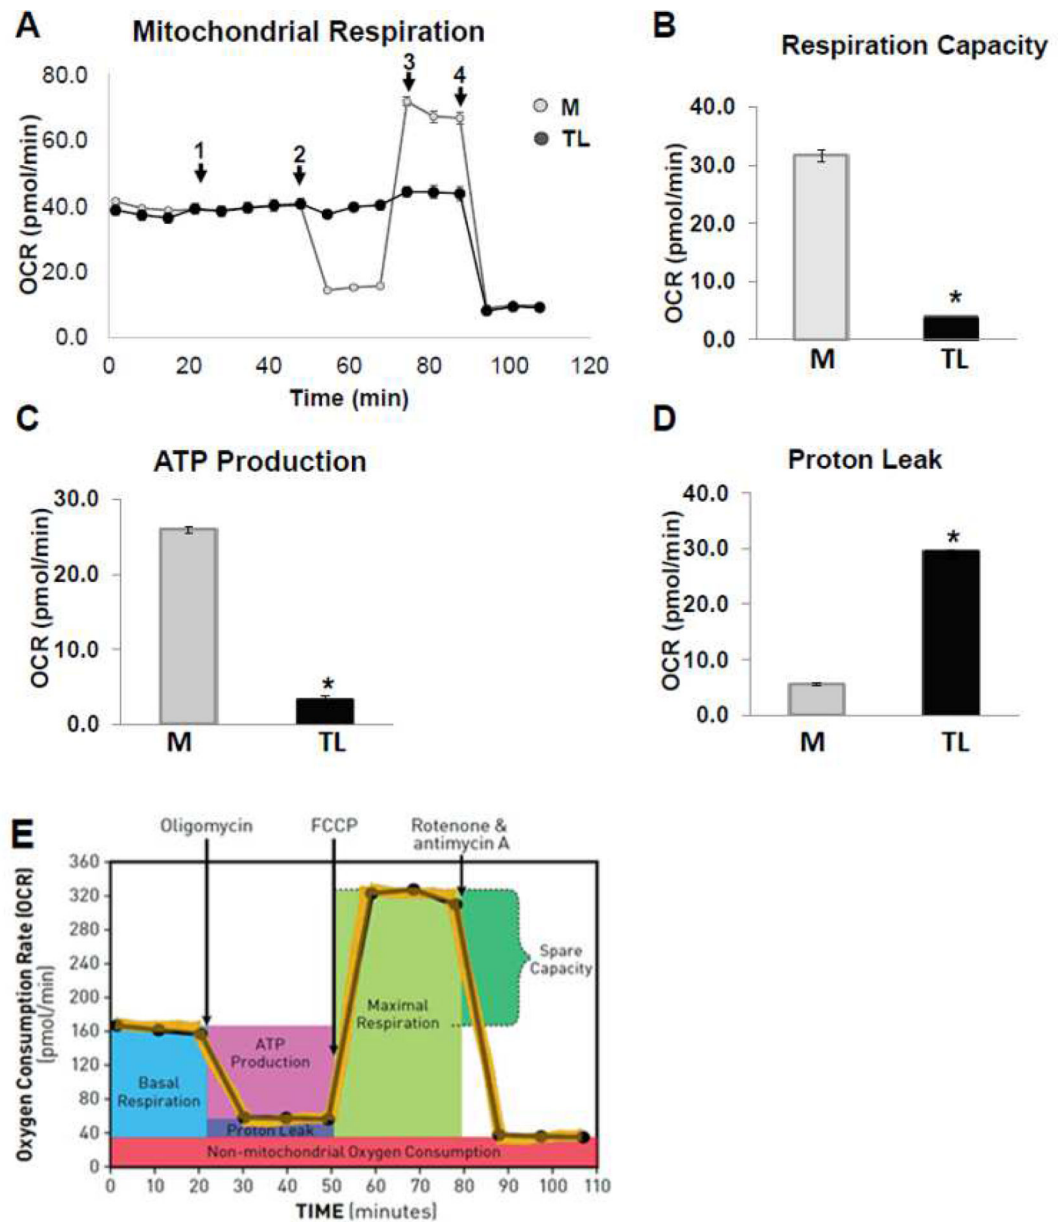 A
Mitochondrial Respiration
OCR (pmol/min)
80.0
60.0
40.0
20.0
0.0
1
2
3
4
M
TL
0 20 40 60 80 100 120
Time (min)
B
Respiration Capacity
OCR (pmol/min)
40.0
30.0
20.0
10.0
0.0
*
M TL
C
ATP Production
OCR (pmol/min)
30.0
20.0
10.0
0.0
*
M TL
D
Proton Leak
OCR (pmol/min)
40.0
30.0
20.0
10.0
0.0
*
M TL
E
Oligomycin
FCCP
Rotenone &
antimycin A
Oxygen Consumption Rate (OCR)
(pmol/min)
360
320
280
240
200
160
120
80
40
0
Basal
Respiration
ATP
Production
Proton Leak
Maximal
Respiration
Spare
Capacity
Non-mitochondrial Oxygen Consumption
0 10 20 30 40 50 60 70 80 90 100 110
TIME (minutes)